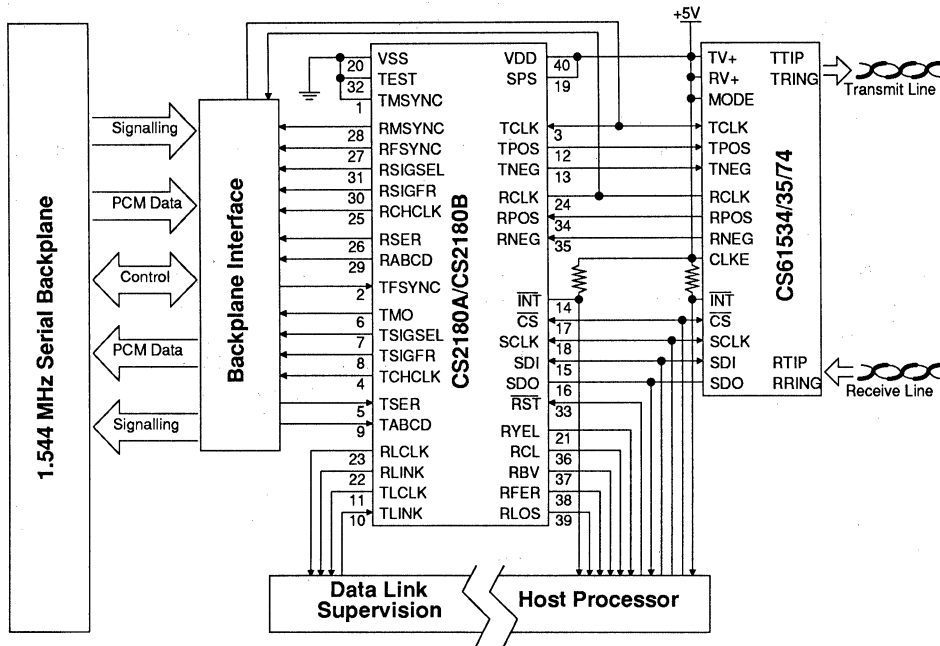 +5V
1.544 MHz Serial Backplane
Signalling
PCM Data
Control
PCM Data
Signalling
Backplane Interface
CS2180A/CS2180B
VSS
20
TEST
32
TMSYNC
1
RMSYNC
28
RFSYNC
27
RSIGSEL
31
RSIGFR
30
RCHCLK
25
RSER
26
RABCD
29
TFSYNC
2
TMO
6
TSIGSEL
7
TSIGFR
8
TCHCLK
4
TSER
5
TABCD
9
RLCLK
23
RLINK
22
TLCLK
11
TLINK
10
VDD
40
SPS
19
TCLK
3
TPOS
12
TNEG
13
RCLK
24
RPOS
34
RNEG
35
INT
14
CS
17
SCLK
18
SDI
15
SDO
16
RST
33
RYEL
21
RCL
36
RBV
37
RFER
38
RLOS
39
CS61534/35/74
TV+
RV+
MODE
TCLK
TPOS
TNEG
RCLK
RPOS
RNEG
CLKE
INT
CS
SCLK
SDI
SDO
TTIP
TRING
RTIP
RRING
Transmit Line
Receive Line
Data Link
Supervision
Host Processor